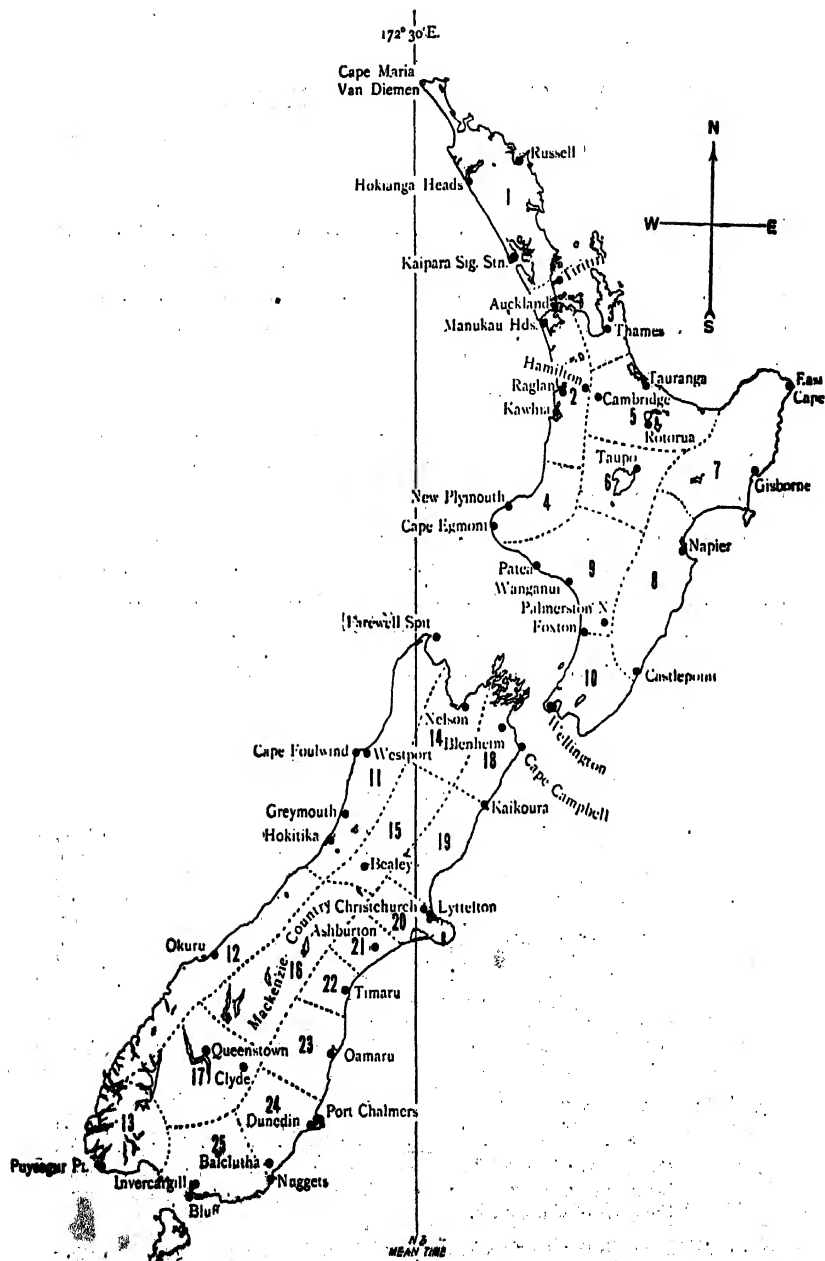 172° 30' E.
Cape Maria
Van Diemen
N
Russell
Hokianga Heads
1
W
E
Kaipara Sig. Stn.
Tiritiri
Auckland
S
Manukau Hds.
Thames
Hamilton
Tauranga
East
Cape
Raglan
2
Cambridge
Kawhia
5
Rotorua
Taupo
7
6
Gisborne
New Plymouth
4
Cape Egmont
Napier
Patea
9
8
Wanganui
Palmerston N
Foxton
Farewell Spit
10
Castlepoint
Nelson
Wellington
14
Blenheim
18
Cape Foulwind
Westport
Cape Campbell
11
Greymouth
Kaikoura
Hokitika
15
19
Bealey
Christchurch
Lyttelton
20
Mackenzie Country
Ashburton
21
Okuru
12
16
22
Timaru
Queenstown
23
Oamaru
17
Clyde
24
Port Chalmers
Dunedin
13
25
Balclutha
Puysegur Pt.
Invercargill
Nuggets
Bluff
N Z
MEAN TIME